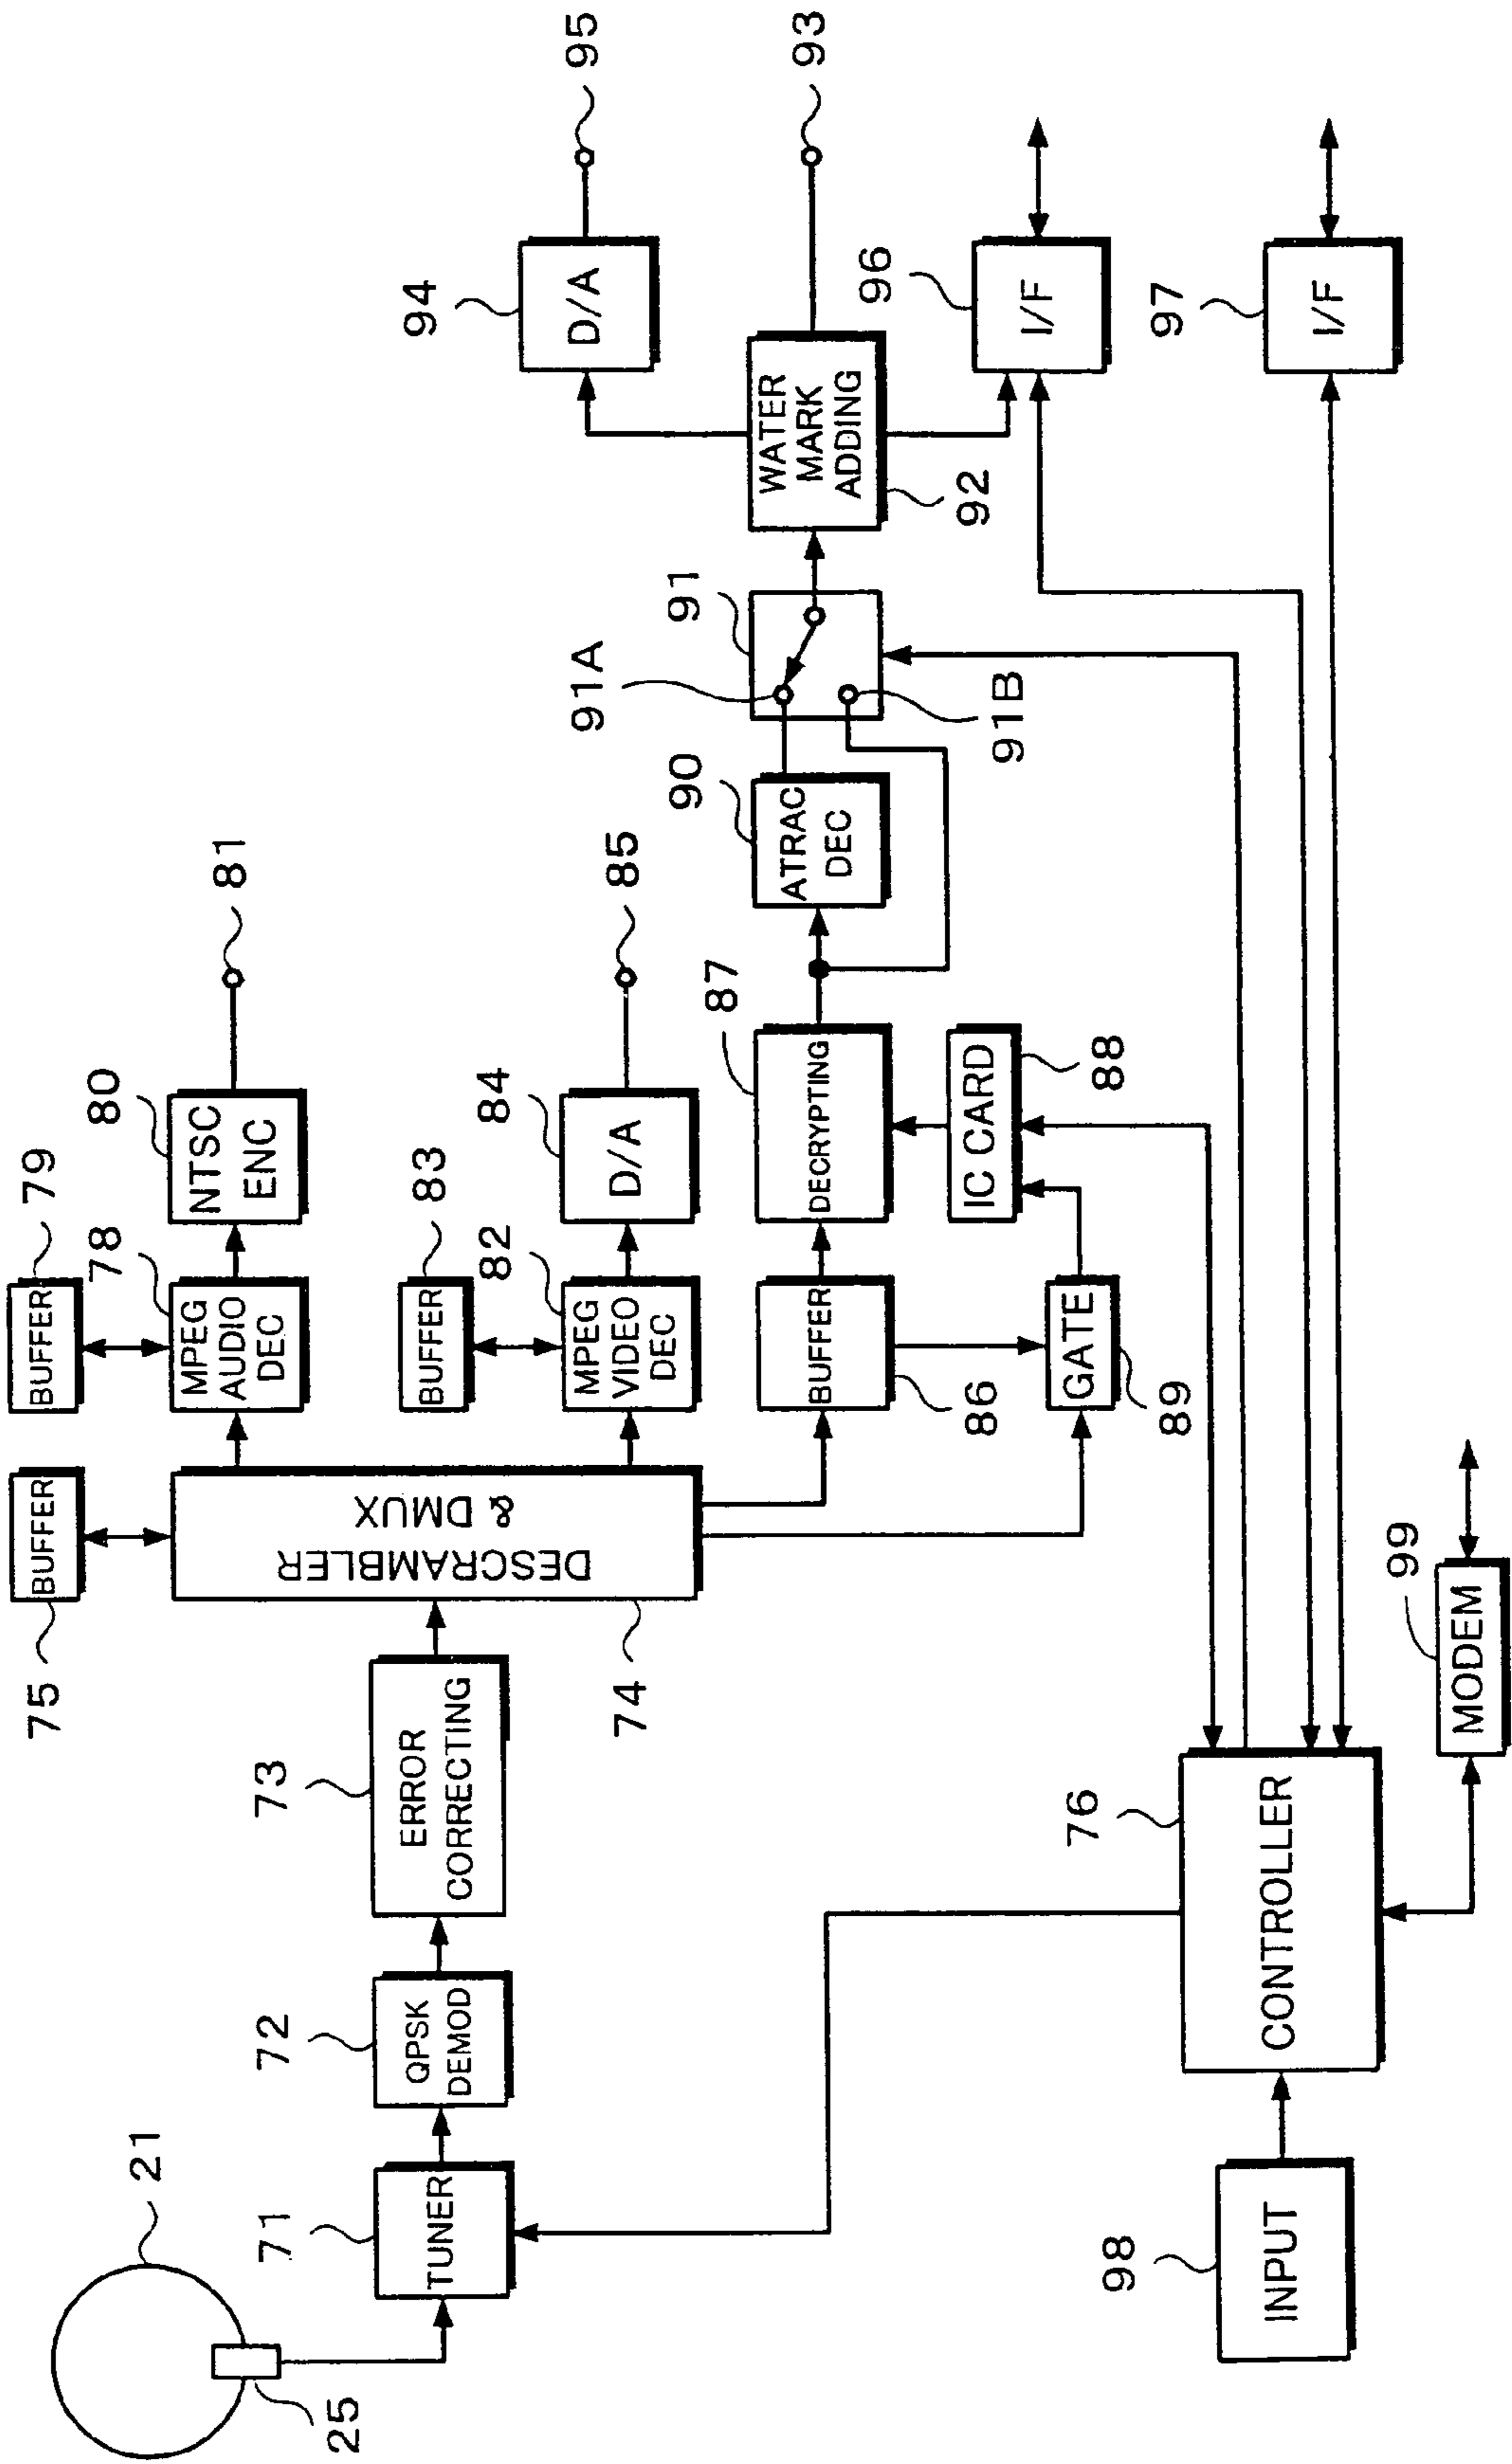 21
25
71
TUNER
72
QPSK
DEMOD
73
ERROR
CORRECTING
74
DESCRAMBLER
& DMUX
75
BUFFER
79
BUFFER
78
MPEG
AUDIO
DEC
80
NTSC
ENC
81
83
BUFFER
82
MPEG
VIDEO
DEC
84
D/A
85
BUFFER
86
87
DECRYPTING
IC CARD
88
GATE
89
90
ATRAC
DEC
91
91A
91B
WATER
MARK
ADDING
92
93
94
D/A
95
96
I/F
97
I/F
76
CONTROLLER
98
INPUT
99
MODEM